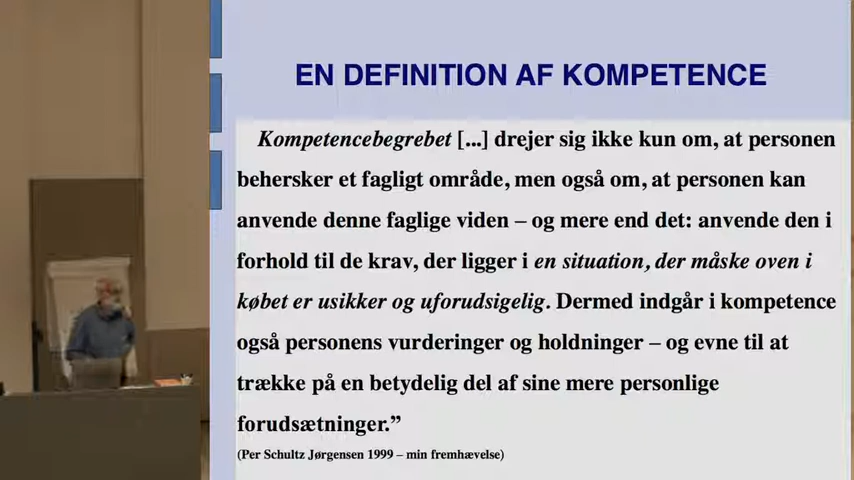 EN DEFINITION AF KOMPETENCE
Kompetencebegrebet [...] drejer sig ikke kun om, at personen
behersker et fagligt område, men også om, at personen kan
anvende denne faglige viden – og mere end det: anvende den i
forhold til de krav, der ligger i en situation, der måske oven i
købet er usikker og uforudsigelig. Dermed indgår i kompetence
også personens vurderinger og holdninger – og evne til at
trække på en betydelig del af sine mere personlige
forudsætninger.”
(Per Schultz Jørgensen 1999 – min fremhævelse)